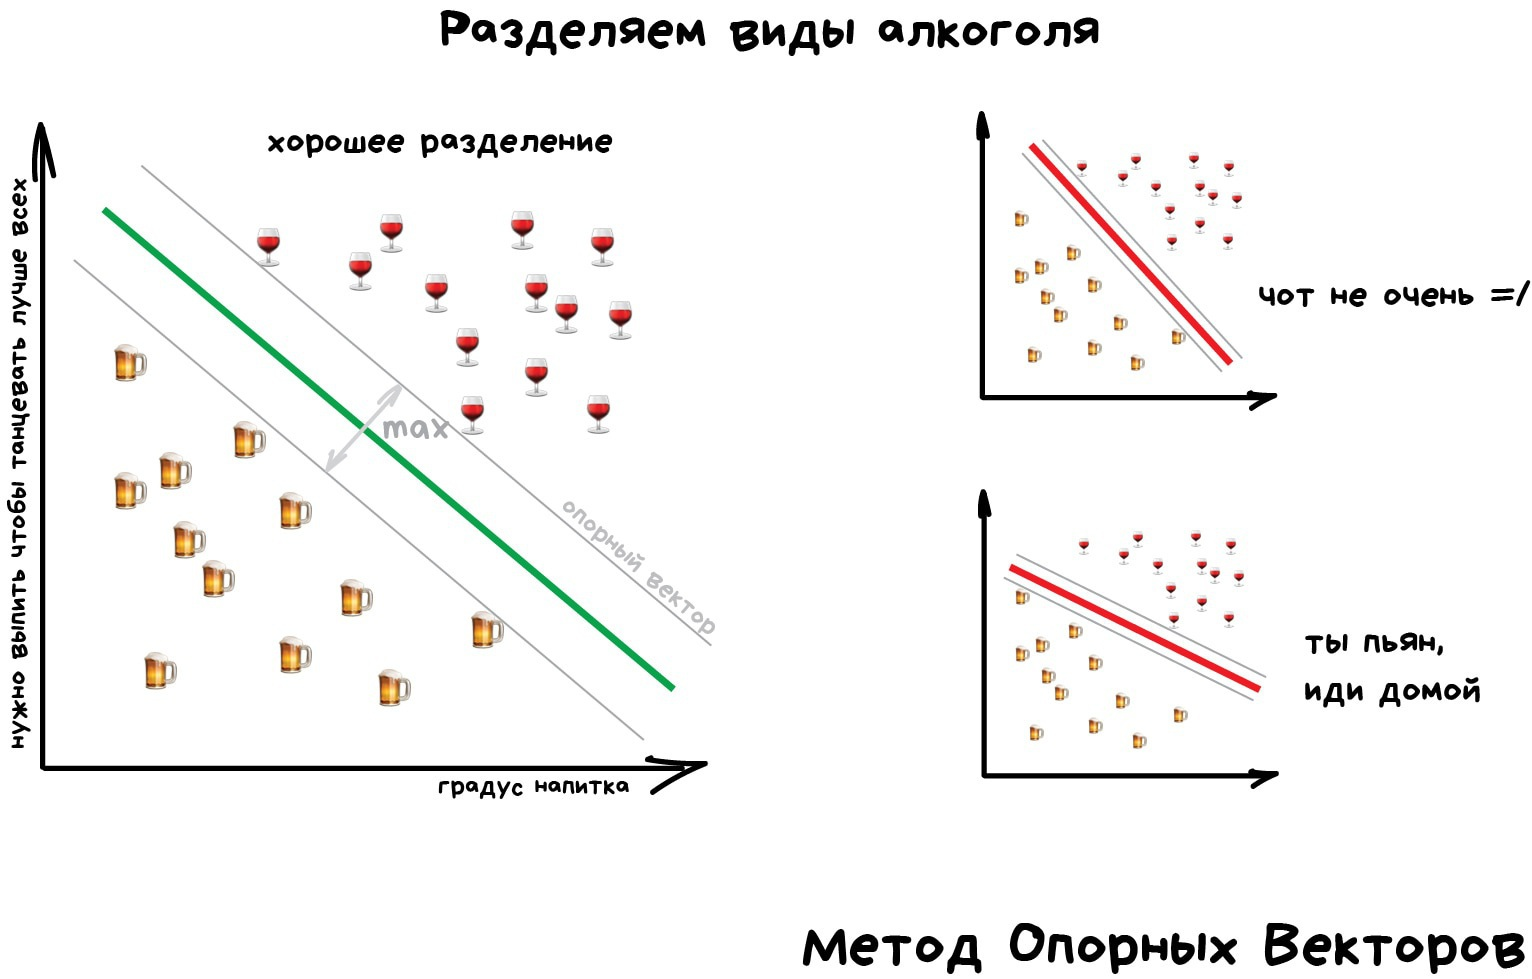 Разделяем виды алкоголя
хорошее разделение
нужно выпить чтобы танцевать лучше всех
max
опорный вектор
градус напитка
чот не очень =/
ты пьян,
иди домой
Метод Опорных Векторов